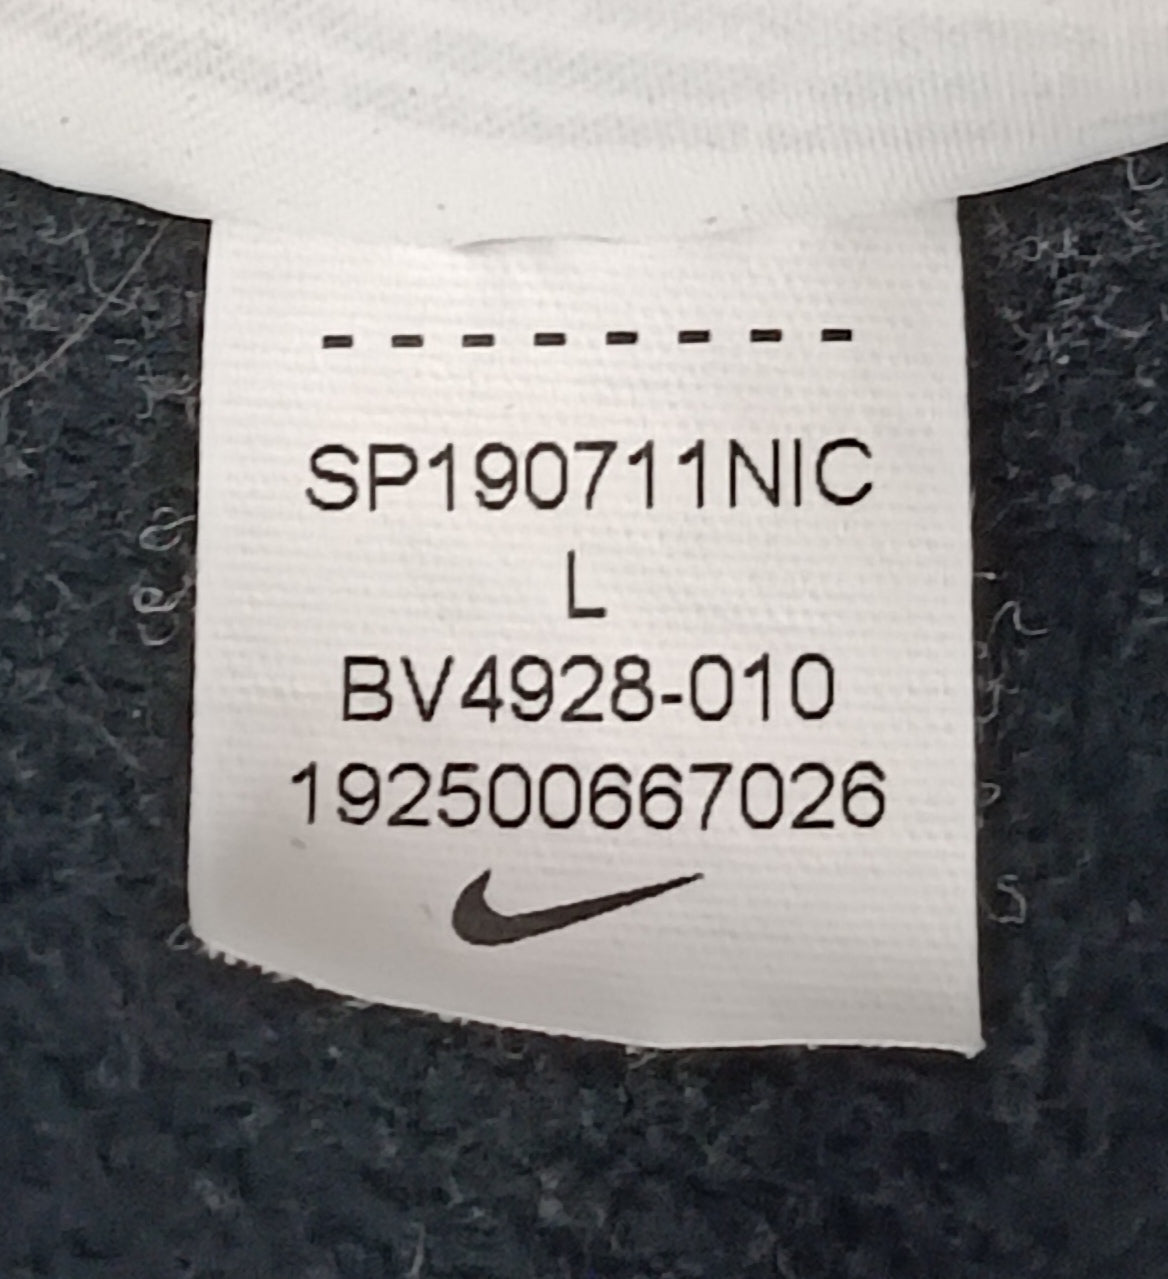 --------
SP190711NIC
L
BV4928-010
192500667026